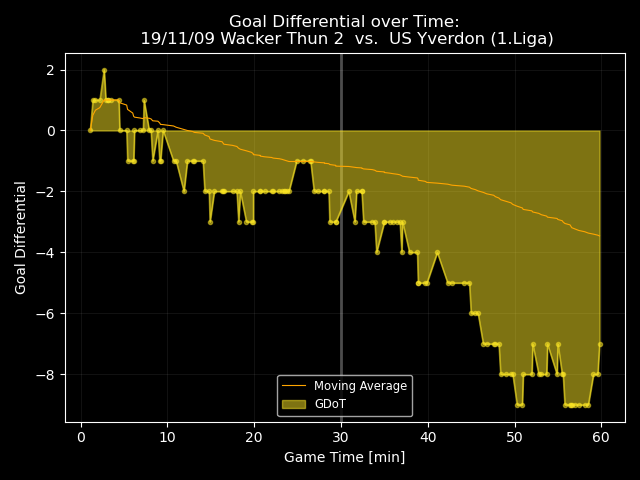 Goal Differential over Time:
19/11/09 Wacker Thun 2 vs. US Yverdon (1.Liga)
2
0
−2
−4
−6
−8
Goal Differential
Moving Average
GDoT
0 10 20 30 40 50 60
Game Time [min]